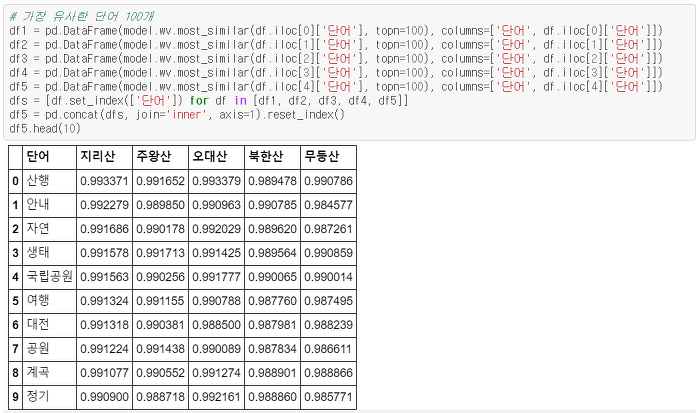 # 가장 유사한 단어 100개
df1 = pd.DataFrame(model.wv.most_similar(df.iloc[0]['단어'], topn=100), columns=['단어', df.iloc[0]['단어']])
df2 = pd.DataFrame(model.wv.most_similar(df.iloc[1]['단어'], topn=100), columns=['단어', df.iloc[1]['단어']])
df3 = pd.DataFrame(model.wv.most_similar(df.iloc[2]['단어'], topn=100), columns=['단어', df.iloc[2]['단어']])
df4 = pd.DataFrame(model.wv.most_similar(df.iloc[3]['단어'], topn=100), columns=['단어', df.iloc[3]['단어']])
df5 = pd.DataFrame(model.wv.most_similar(df.iloc[4]['단어'], topn=100), columns=['단어', df.iloc[4]['단어']])
dfs = [df.set_index(['단어']) for df in [df1, df2, df3, df4, df5]]
df5 = pd.concat(dfs, join='inner', axis=1).reset_index()
df5.head(10)
단어 지리산 주왕산 오대산 북한산 무등산
0 산행 0.993371 0.991652 0.993379 0.989478 0.990786
1 안내 0.992279 0.989850 0.990963 0.990785 0.984577
2 자연 0.991686 0.990178 0.992029 0.989620 0.987261
3 생태 0.991578 0.991713 0.991425 0.989564 0.990859
4 국립공원 0.991563 0.990256 0.991777 0.990065 0.990014
5 여행 0.991324 0.991155 0.990788 0.987760 0.987495
6 대전 0.991318 0.990381 0.988500 0.987981 0.988239
7 공원 0.991224 0.991438 0.990089 0.987834 0.986611
8 계곡 0.991077 0.990552 0.991274 0.988901 0.988866
9 정기 0.990900 0.988718 0.992161 0.988860 0.985771